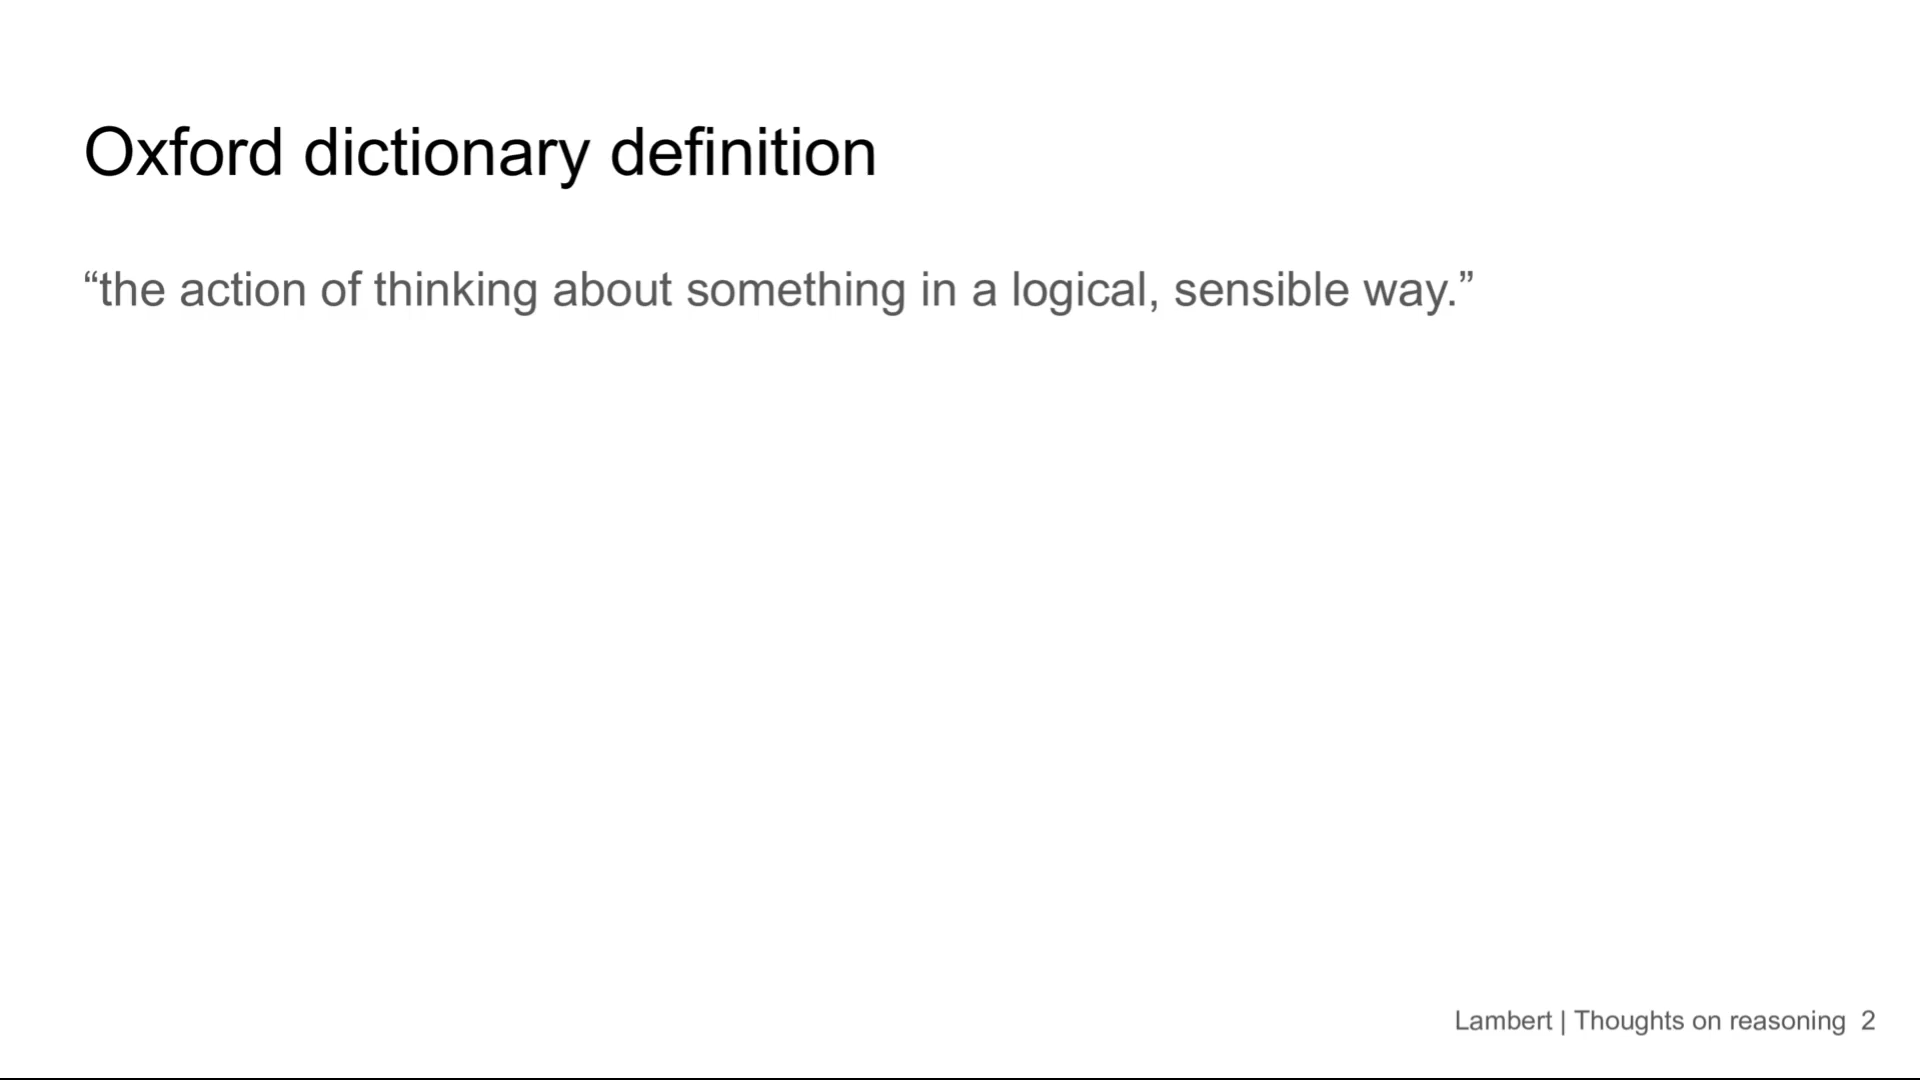 Oxford dictionary definition
“the action of thinking about something in a logical, sensible way.”
Lambert | Thoughts on reasoning 2